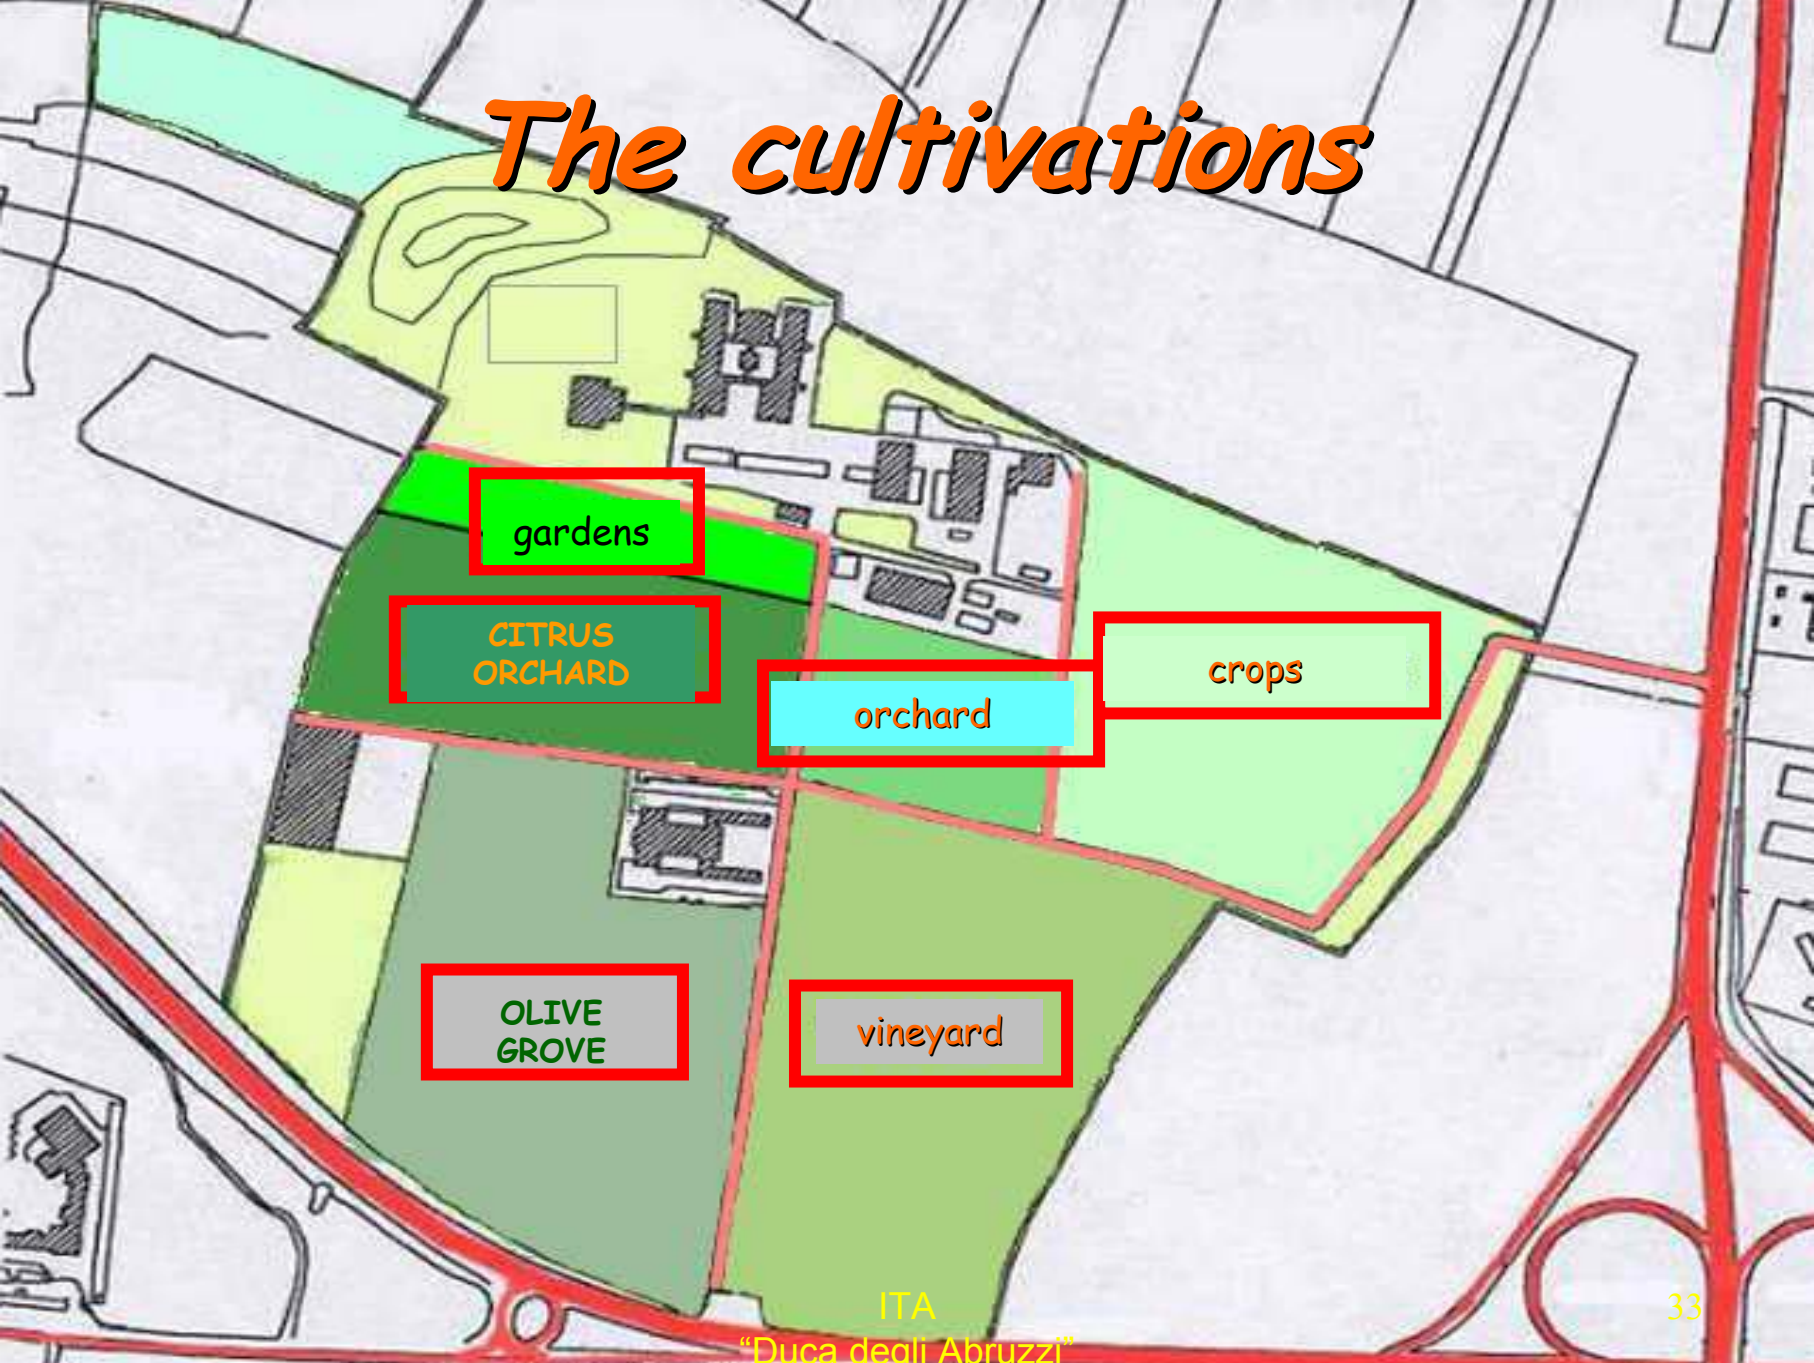 The cultivations
gardens
CITRUS
ORCHARD
crops
orchard
OLIVE
GROVE
vineyard
ITA
“Duca degli Abruzzi”
33